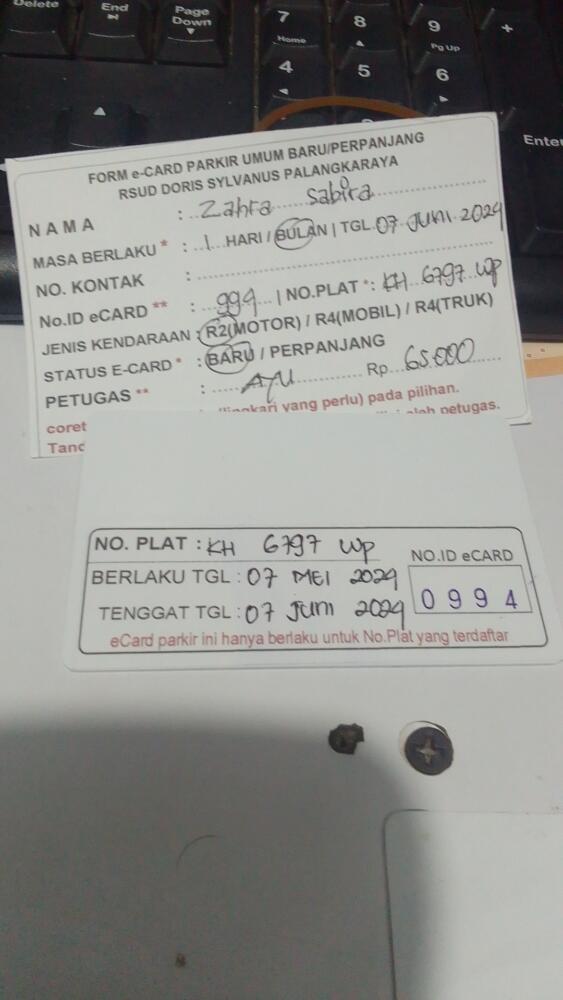 Delete
End
Page Down
7
Home
8
9
Pg Up
+
4
5
6
Enter
FORM e-CARD PARKIR UMUM BARU/PERPANJANG
RSUD DORIS SYLVANUS PALANGKARAYA
NAMA : Zahra Sabira
MASA BERLAKU * : 1 HARI / BULAN | TGL 07 Juni 2024
NO. KONTAK :
No.ID eCARD ** : 994 | NO.PLAT * : KH 6797 WP
JENIS KENDARAAN : R2(MOTOR) / R4(MOBIL) / R4(TRUK)
STATUS E-CARD * : BARU / PERPANJANG
PETUGAS ** : AYU Rp 65.000
coret (lingkari yang perlu) pada pilihan.
oleh petugas.
NO. PLAT : KH 6797 WP
NO.ID eCARD
BERLAKU TGL : 07 MEI 2024
0994
TENGGAT TGL : 07 Juni 2024
eCard parkir ini hanya berlaku untuk No.Plat yang terdaftar